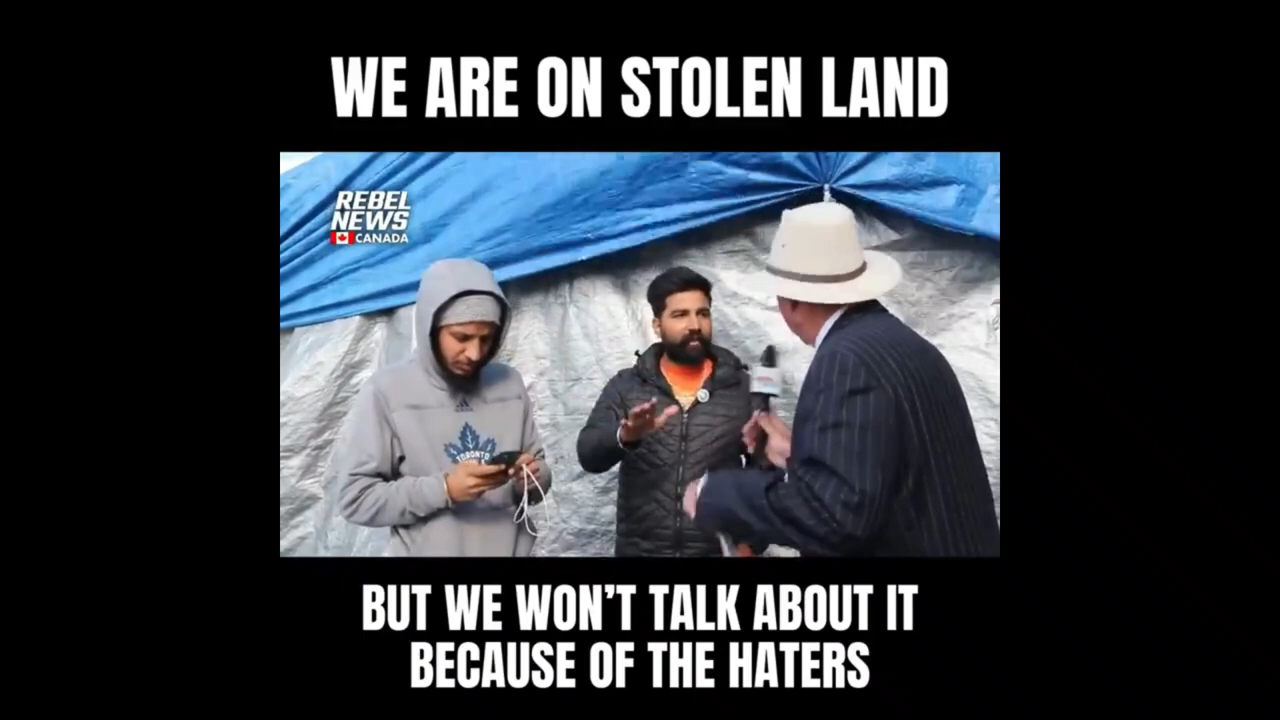 WE ARE ON STOLEN LAND
REBEL
NEWS
CANADA
TORONTO
BUT WE WON'T TALK ABOUT IT
BECAUSE OF THE HATERS